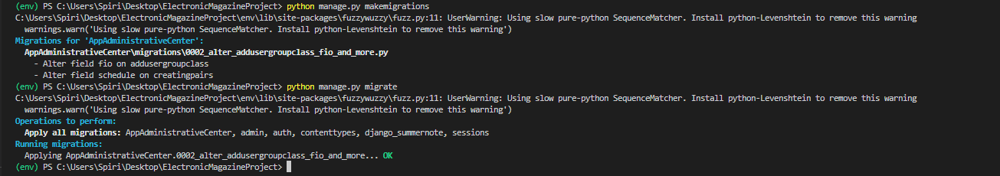 (env) PS C:\Users\Spiri\Desktop\ElectronicMagazineProject> python manage.py makemigrations
C:\Users\Spiri\Desktop\ElectronicMagazineProject\env\lib\site-packages\fuzzywuzzy\fuzz.py:11: UserWarning: Using slow pure-python SequenceMatcher. Install python-Levenshtein to remove this warning
  warnings.warn('Using slow pure-python SequenceMatcher. Install python-Levenshtein to remove this warning')
Migrations for 'AppAdministrativeCenter':
  AppAdministrativeCenter\migrations\0002_alter_addusergroupclass_fio_and_more.py
    - Alter field fio on addusergroupclass
    - Alter field schedule on creatingpairs
(env) PS C:\Users\Spiri\Desktop\ElectronicMagazineProject> python manage.py migrate
C:\Users\Spiri\Desktop\ElectronicMagazineProject\env\lib\site-packages\fuzzywuzzy\fuzz.py:11: UserWarning: Using slow pure-python SequenceMatcher. Install python-Levenshtein to remove this warning
  warnings.warn('Using slow pure-python SequenceMatcher. Install python-Levenshtein to remove this warning')
Operations to perform:
  Apply all migrations: AppAdministrativeCenter, admin, auth, contenttypes, django_summernote, sessions
Running migrations:
  Applying AppAdministrativeCenter.0002_alter_addusergroupclass_fio_and_more... OK
(env) PS C:\Users\Spiri\Desktop\ElectronicMagazineProject>